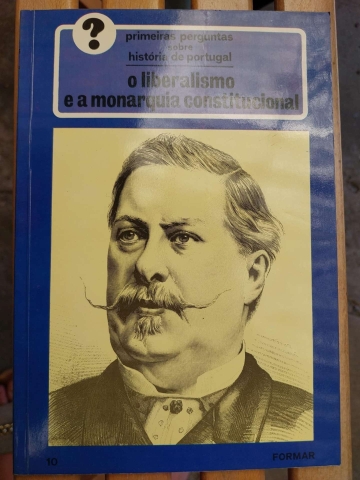 ?
primeiras perguntas
sobre
história de portugal
o liberalismo
e a monarquia constitucional
10
FORMAR